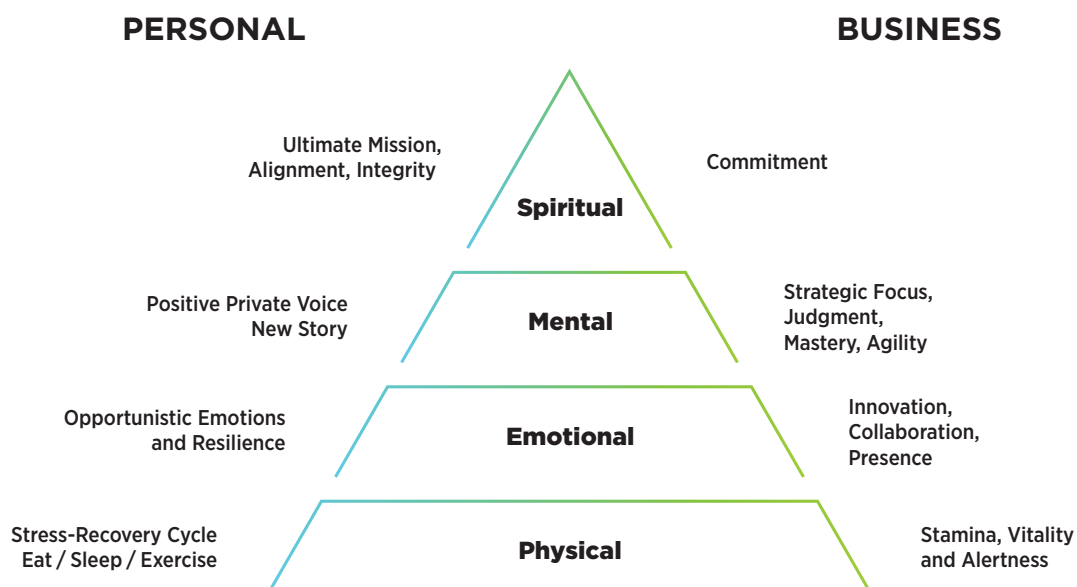 PERSONAL
BUSINESS
Ultimate Mission,
Alignment, Integrity
Commitment
Spiritual
Positive Private Voice
New Story
Mental
Strategic Focus,
Judgment,
Mastery, Agility
Opportunistic Emotions
and Resilience
Emotional
Innovation,
Collaboration,
Presence
Stress-Recovery Cycle
Eat / Sleep / Exercise
Physical
Stamina, Vitality
and Alertness